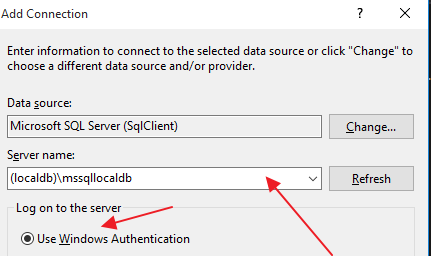 Add Connection
Enter information to connect to the selected data source or click "Change" to
choose a different data source and/or provider.
Data source:
Microsoft SQL Server (SqlClient)
Change...
Server name:
(localdb)\mssqllocaldb
Refresh
Log on to the server
Use Windows Authentication